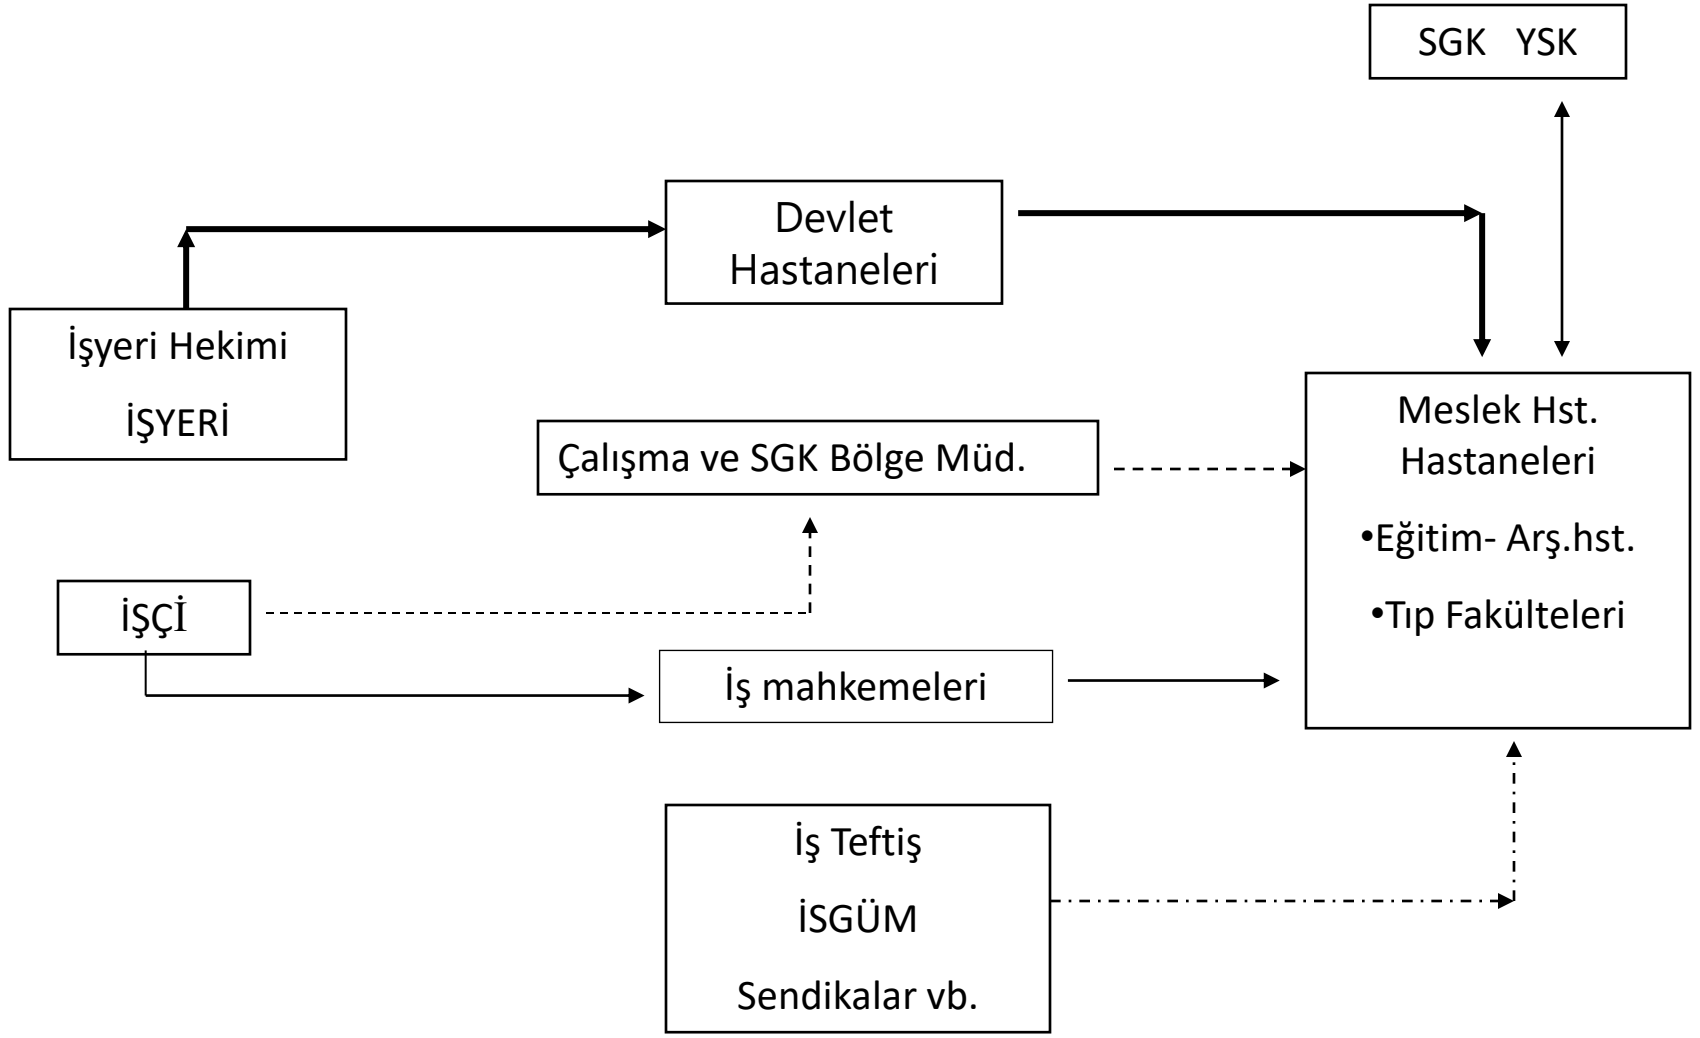 SGK YSK
Devlet
Hastaneleri
İşyeri Hekimi
İŞYERİ
Çalışma ve SGK Bölge Müd.
Meslek Hst.
Hastaneleri
•Eğitim- Arş.hst.
•Tıp Fakülteleri
İŞÇİ
İş mahkemeleri
İş Teftiş
İSGÜM
Sendikalar vb.